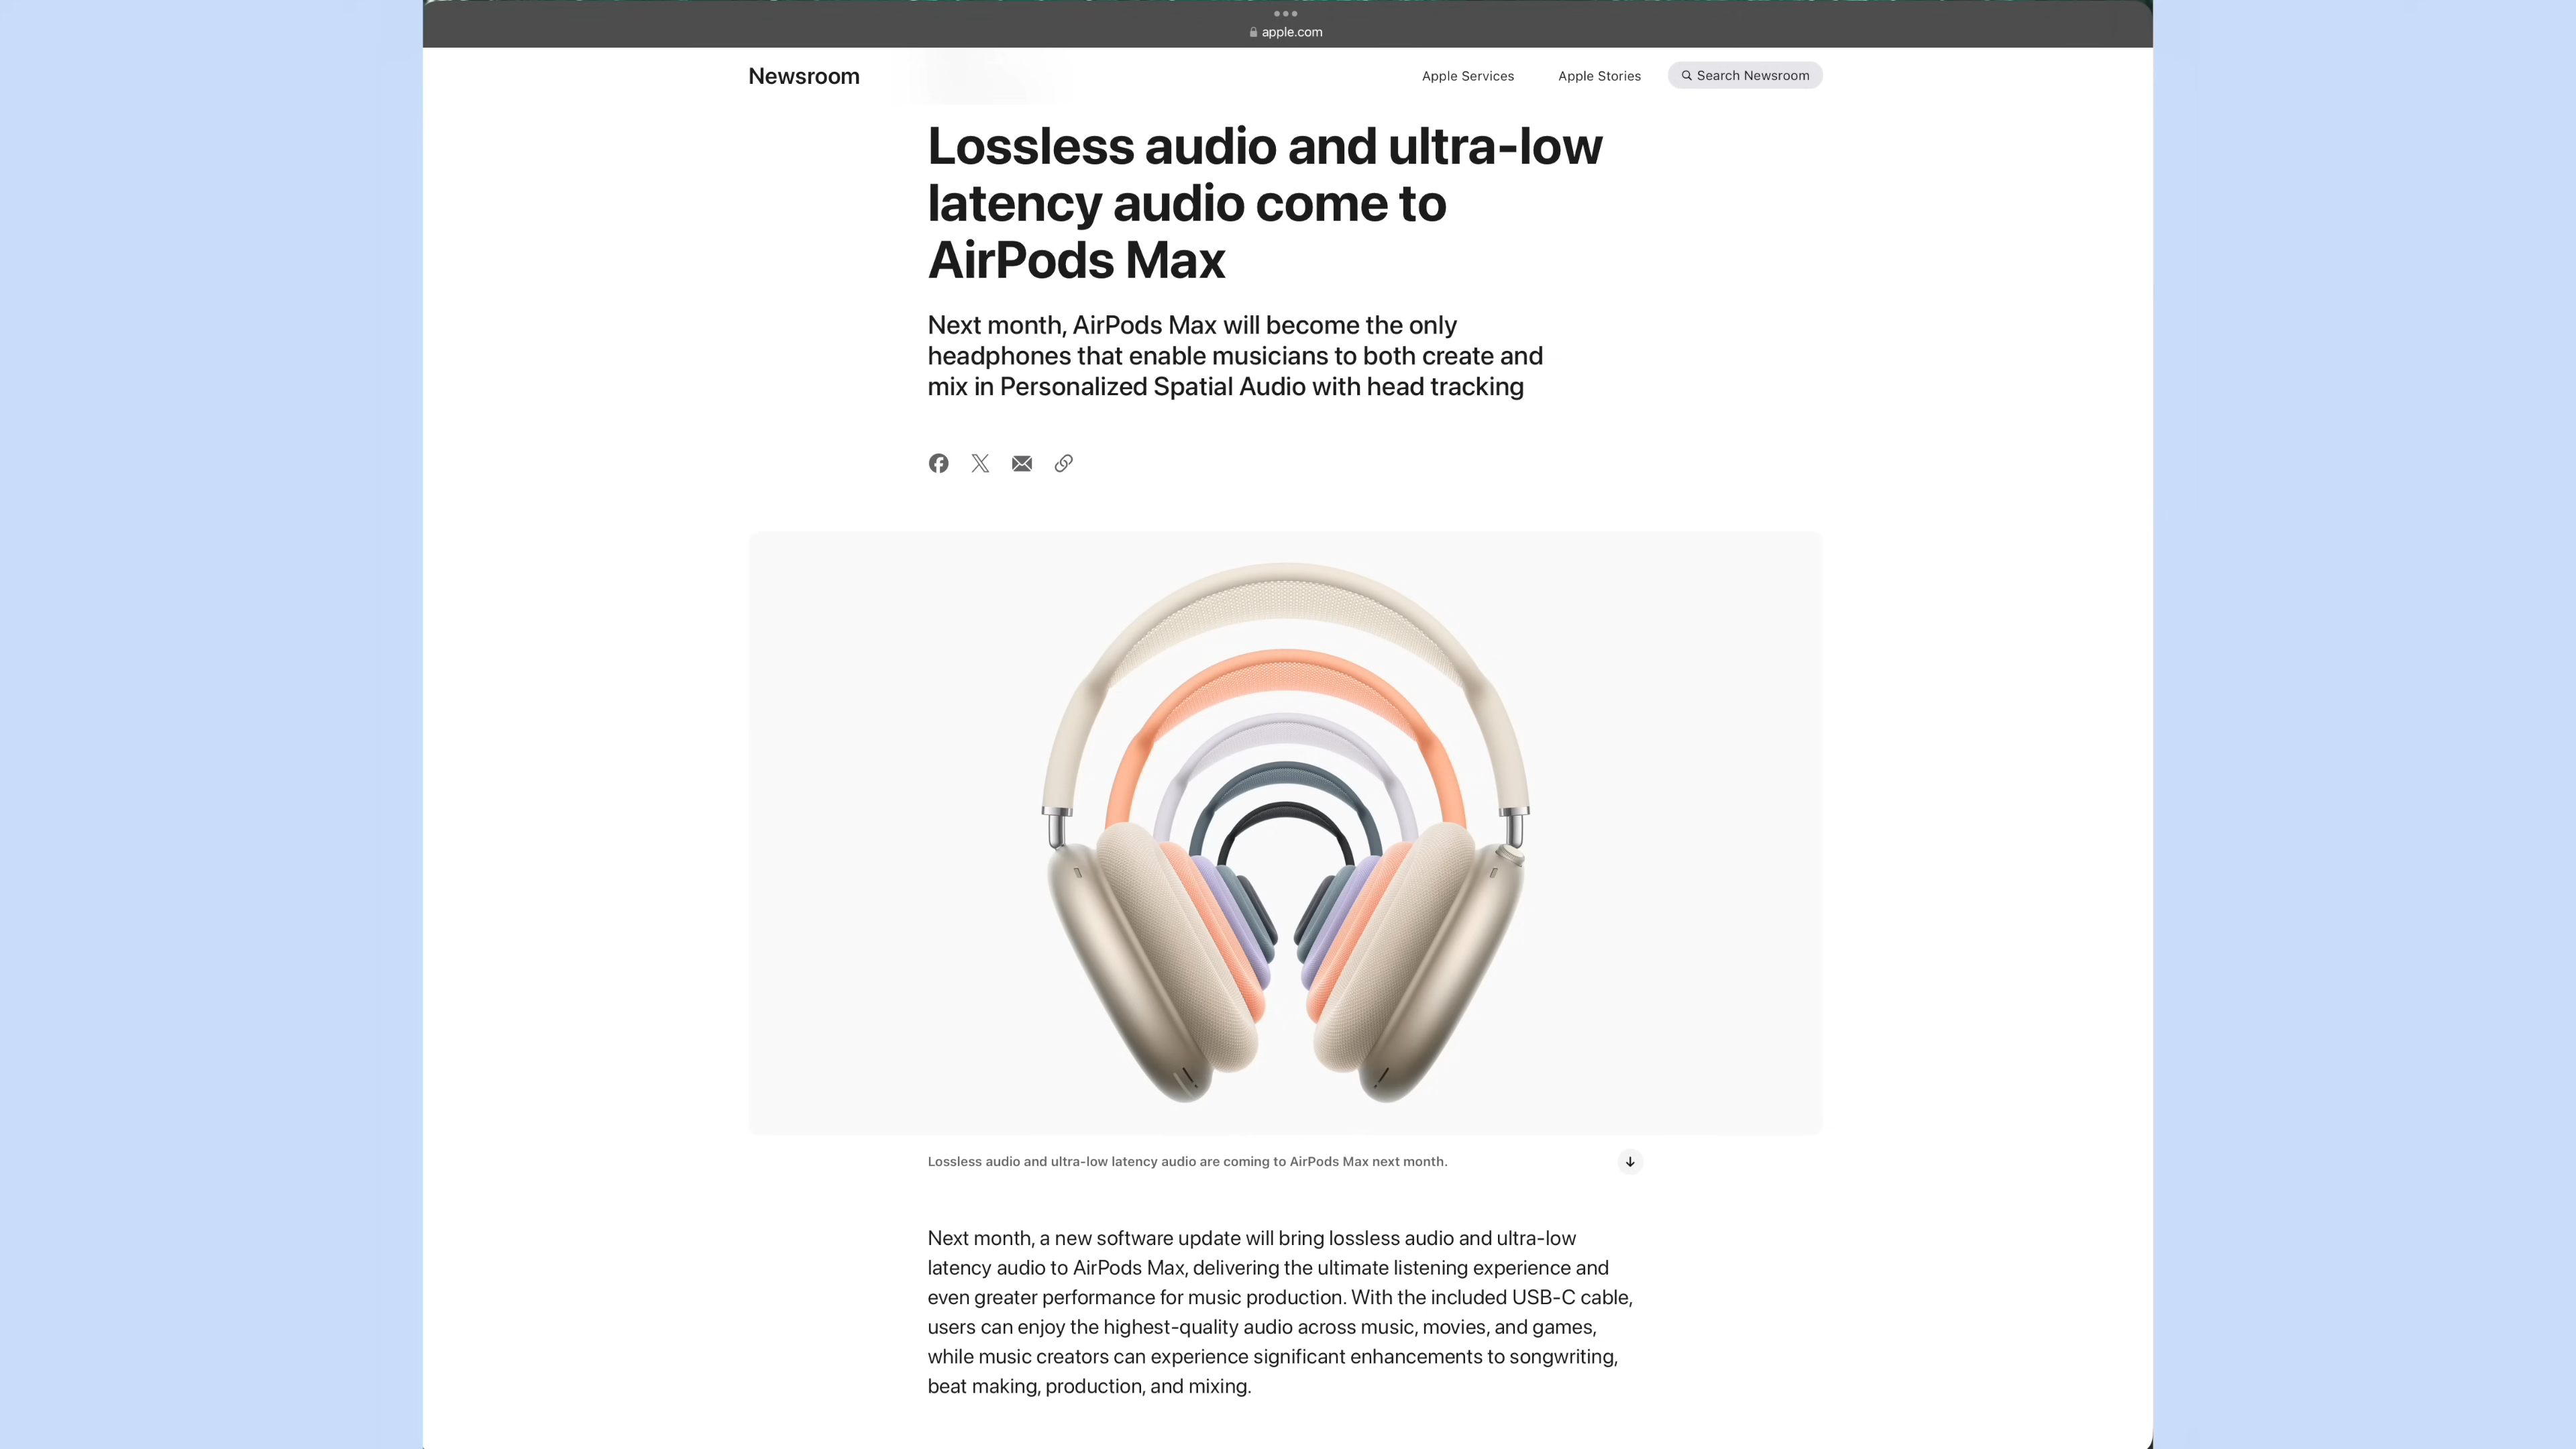 apple.com
Newsroom
Apple Services
Apple Stories
Search Newsroom
Lossless audio and ultra-low
latency audio come to
AirPods Max
Next month, AirPods Max will become the only
headphones that enable musicians to both create and
mix in Personalized Spatial Audio with head tracking
Lossless audio and ultra-low latency audio are coming to AirPods Max next month.
Next month, a new software update will bring lossless audio and ultra-low
latency audio to AirPods Max, delivering the ultimate listening experience and
even greater performance for music production. With the included USB-C cable,
users can enjoy the highest-quality audio across music, movies, and games,
while music creators can experience significant enhancements to songwriting,
beat making, production, and mixing.